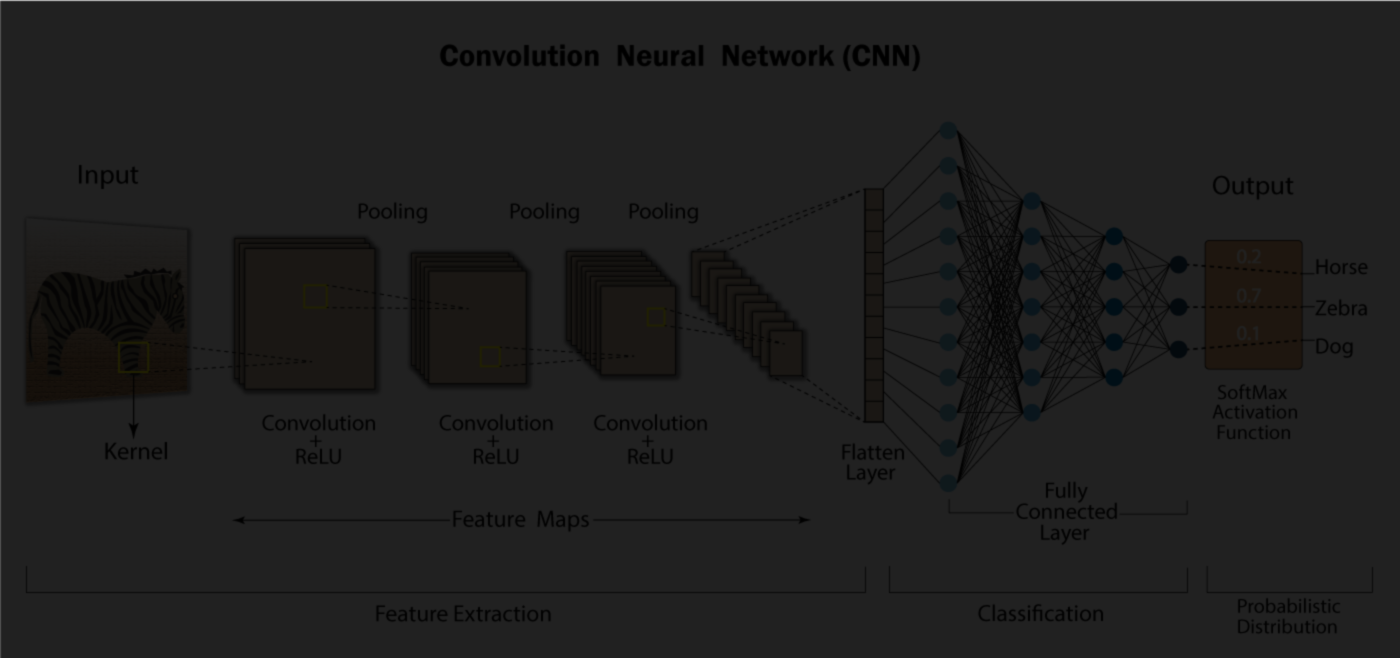 Convolution Neural Network (CNN)
Input
Pooling
Pooling
Pooling
Output
0.2
Horse
0.7
Zebra
0.1
Dog
Kernel
Convolution
+
ReLU
Convolution
+
ReLU
Convolution
+
ReLU
Flatten
Layer
SoftMax
Activation
Function
Feature Maps
Fully
Connected
Layer
Feature Extraction
Classification
Probabilistic
Distribution